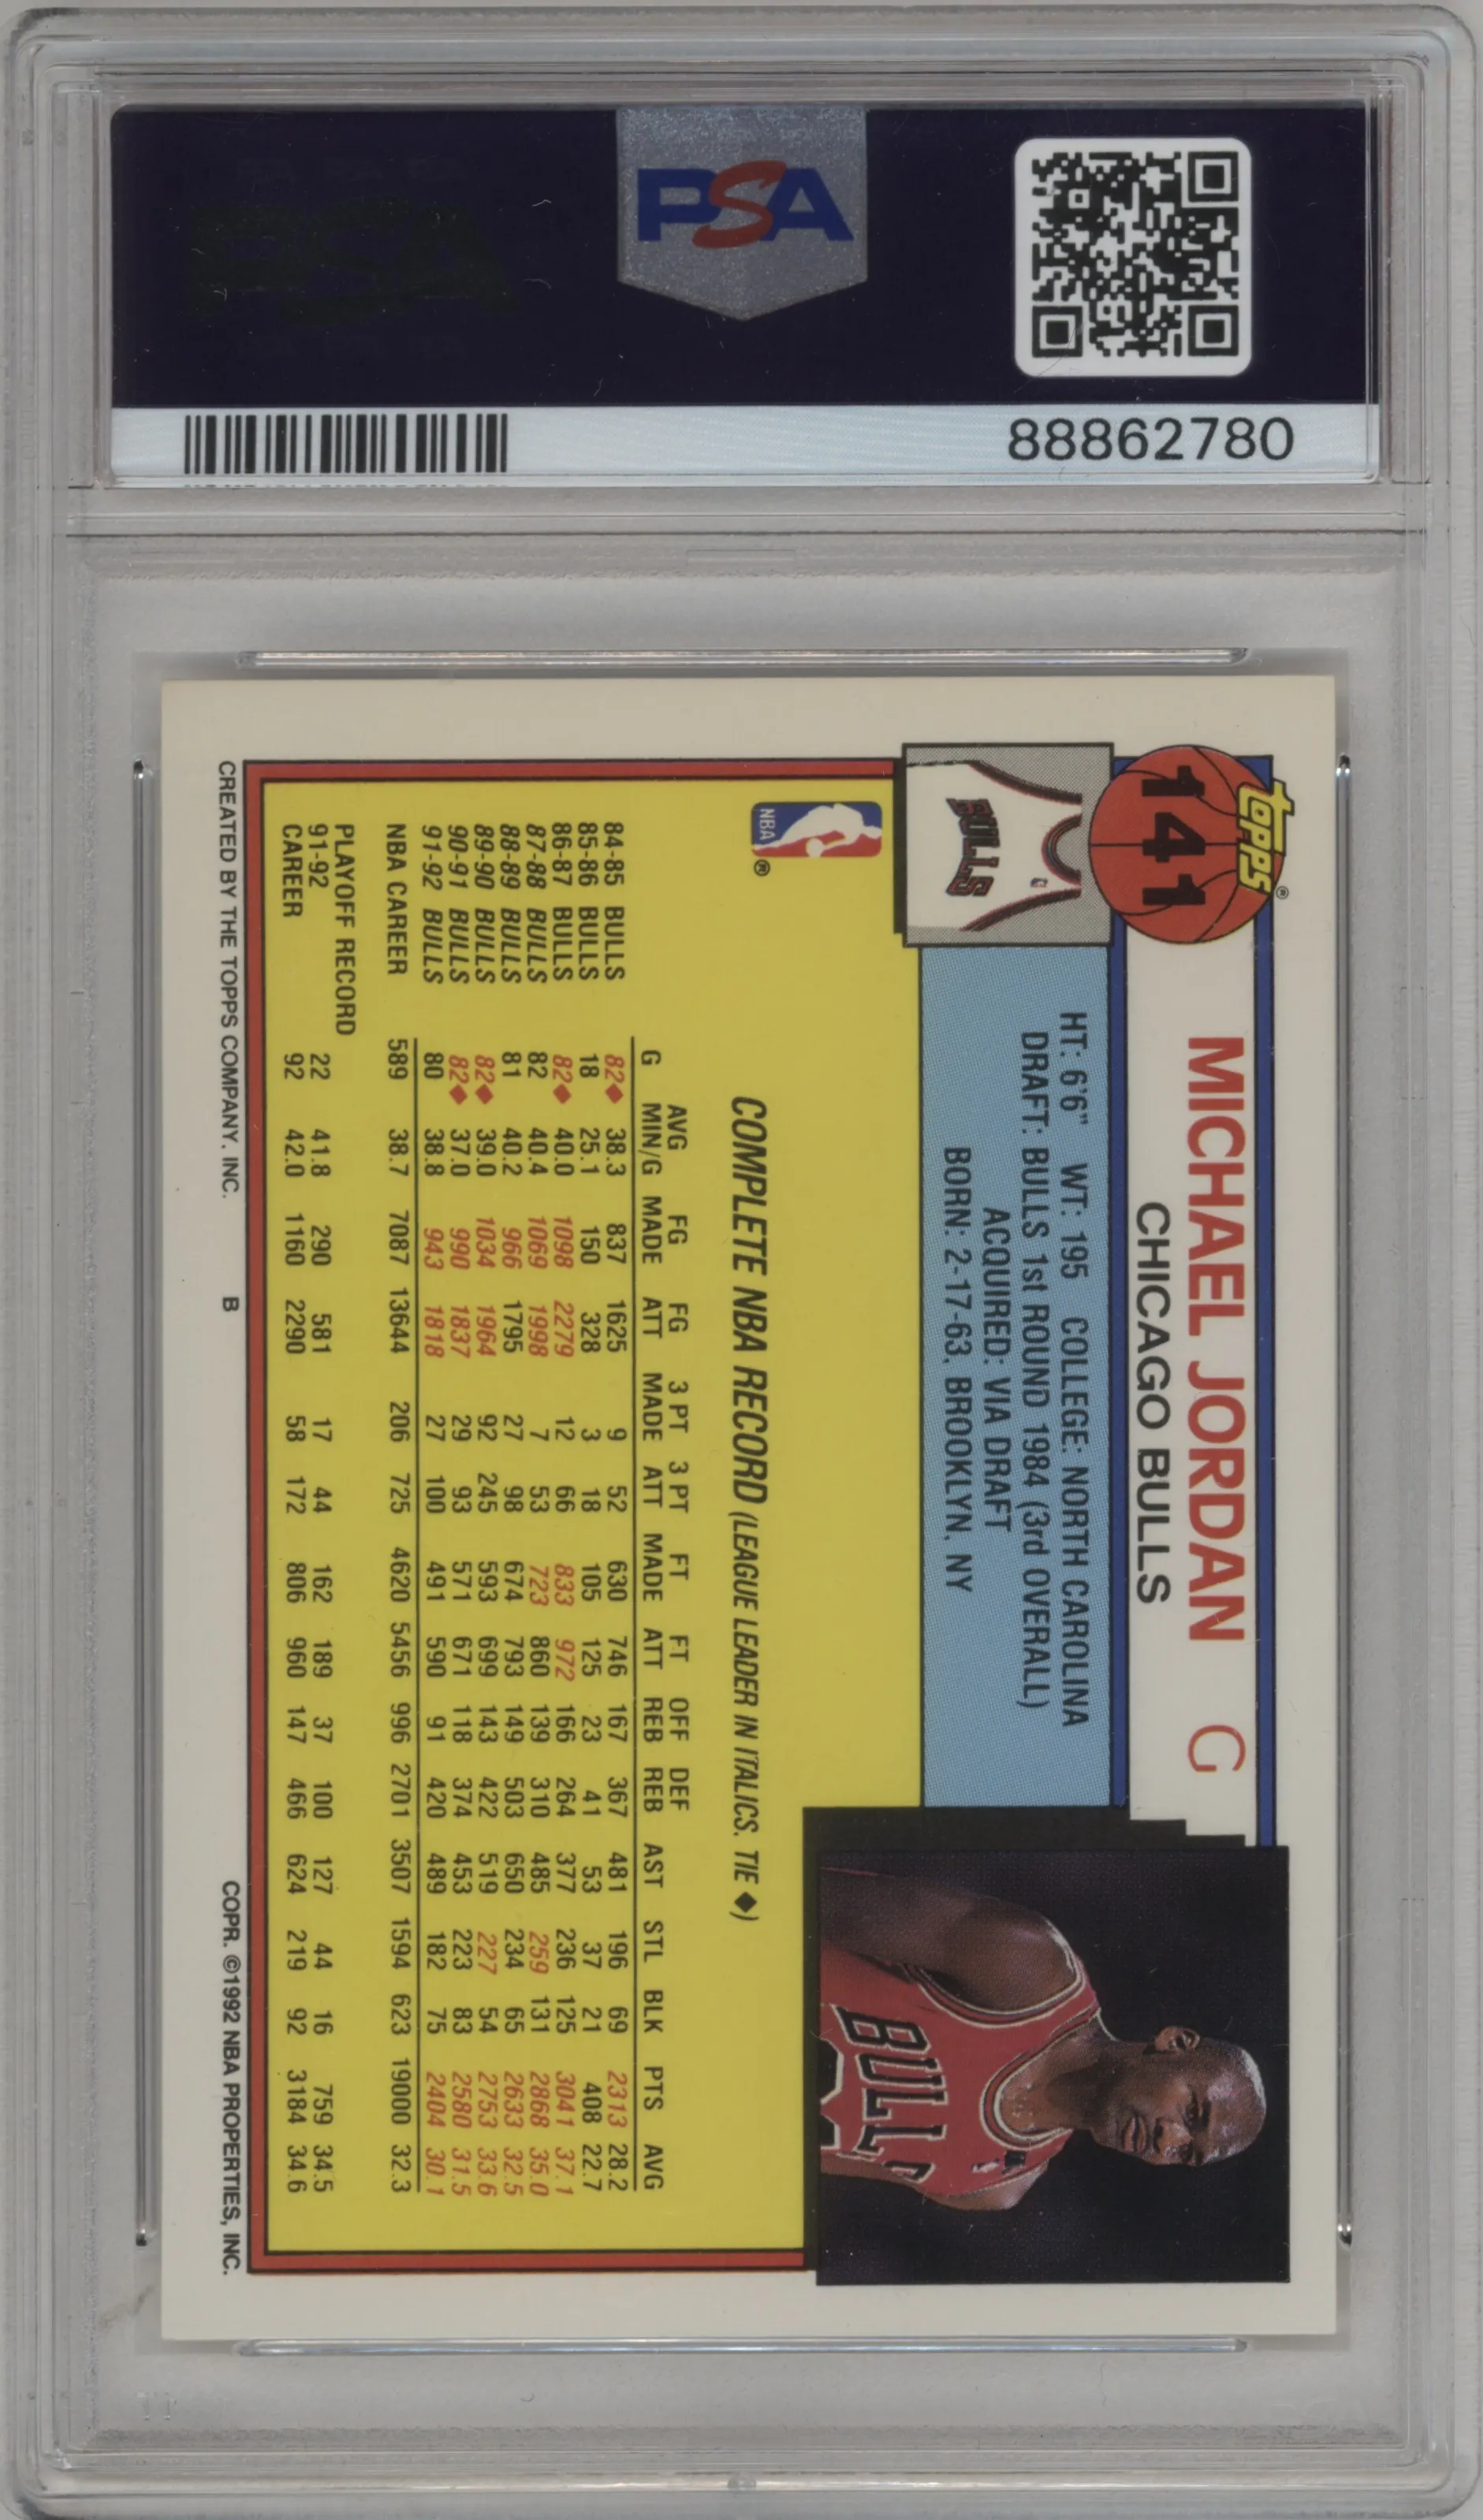 PSA
88862780
topps®
141
MICHAEL JORDAN G
CHICAGO BULLS
BULLS
HT: 6'6" WT: 195 COLLEGE: NORTH CAROLINA
DRAFT: BULLS 1st ROUND 1984 (3rd OVERALL)
ACQUIRED: VIA DRAFT
BORN: 2-17-63, BROOKLYN, NY
BULL
NBA ®
COMPLETE NBA RECORD (LEAGUE LEADER IN ITALICS. TIE ◆)
G AVG MIN/G FG MADE FG ATT 3 PT MADE 3 PT ATT FT MADE FT ATT OFF REB DEF REB AST STL BLK PTS AVG
84-85 BULLS 82◆ 38.3 837 1625 9 52 630 746 167 367 481 196 69 2313 28.2
85-86 BULLS 18 25.1 150 328 3 18 105 125 23 41 53 37 21 408 22.7
86-87 BULLS 82◆ 40.0 1098 2279 12 66 833 972 166 264 377 236 125 3041 37.1
87-88 BULLS 82 40.4 1069 1998 7 53 723 860 139 310 485 259 131 2868 35.0
88-89 BULLS 81 40.2 966 1795 27 98 674 793 149 503 650 234 65 2633 32.5
89-90 BULLS 82◆ 39.0 1034 1964 92 245 593 699 143 422 519 227 54 2753 33.6
90-91 BULLS 82◆ 37.0 990 1837 29 93 571 671 118 374 453 223 83 2580 31.5
91-92 BULLS 80 38.8 943 1818 27 100 491 590 91 420 489 182 75 2404 30.1
NBA CAREER 589 38.7 7087 13644 206 725 4620 5456 996 2701 3507 1594 623 19000 32.3
PLAYOFF RECORD
91-92 22 41.8 290 581 17 44 162 189 37 100 127 44 16 759 34.5
CAREER 92 42.0 1160 2290 58 172 806 960 147 466 624 219 92 3184 34.6
CREATED BY THE TOPPS COMPANY, INC. B COPR. ©1992 NBA PROPERTIES, INC.